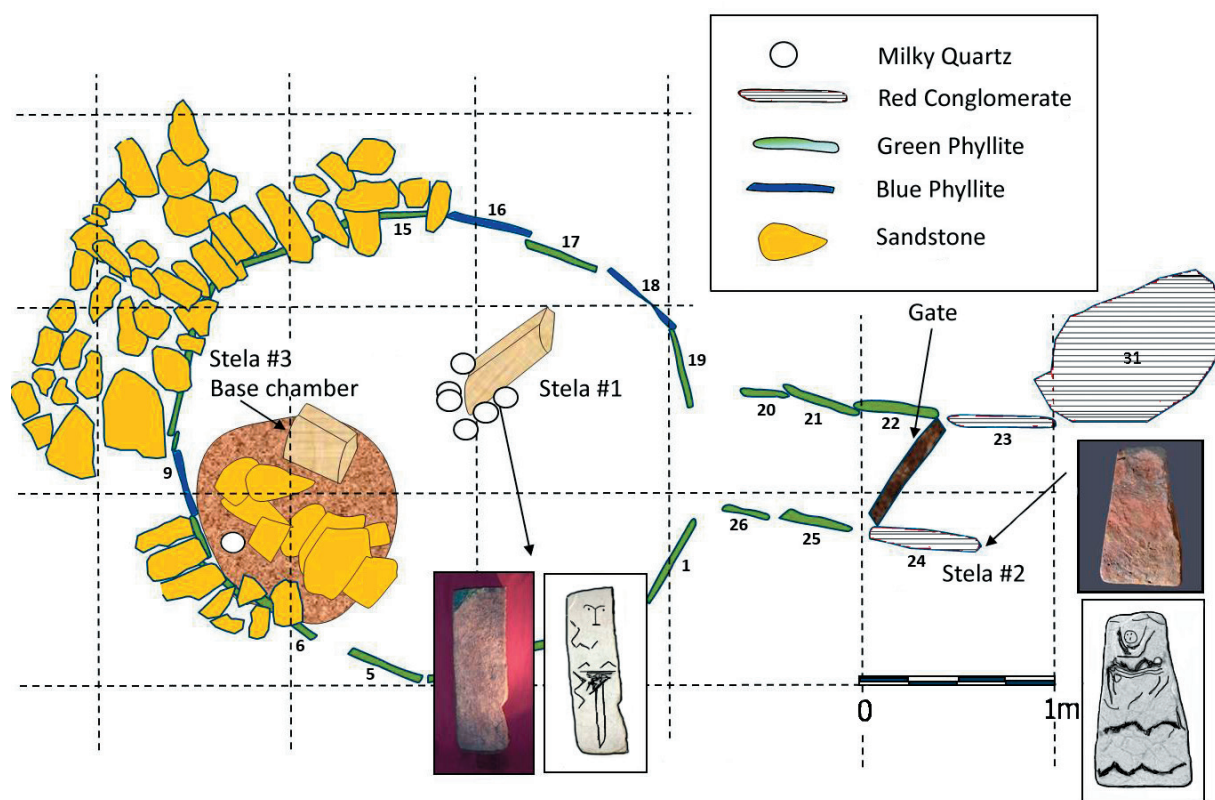 Milky Quartz
Red Conglomerate
Green Phyllite
Blue Phyllite
Sandstone
16
15
17
18
Gate
31
19
Stela #3
Base chamber
Stela #1
20
21
22
23
9
26
25
24
Stela #2
1
6
5
0
1m